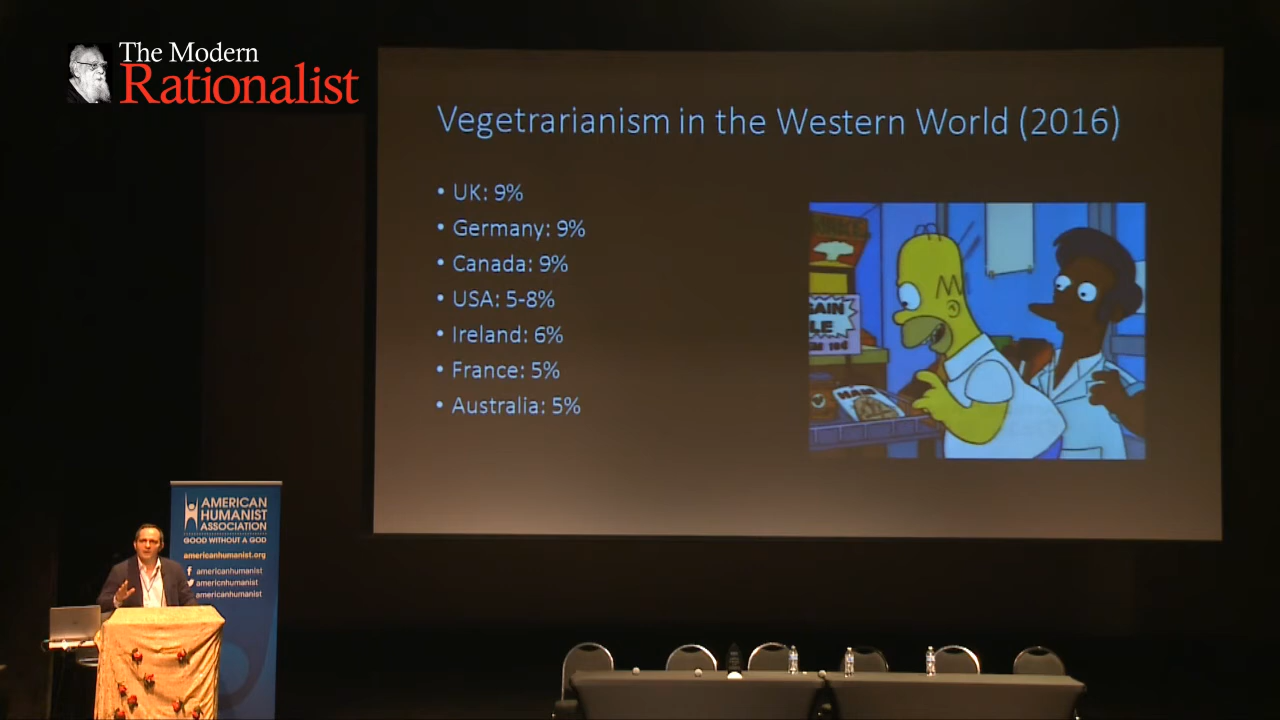 The Modern
Rationalist
Vegetrarianism in the Western World (2016)
• UK: 9%
• Germany: 9%
• Canada: 9%
• USA: 5-8%
• Ireland: 6%
• France: 5%
• Australia: 5%
HAM
AMERICAN
HUMANIST
ASSOCIATION
GOOD WITHOUT A GOD
americanhumanist.org
americanhumanist
americnhumanist
americanhumanist